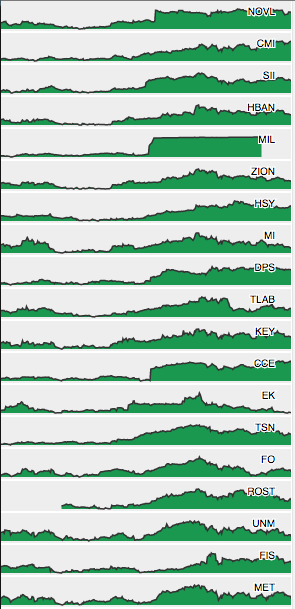 NOVL
CMI
SII
HBAN
MIL
ZION
HSY
MI
DPS
TLAB
KEY
CCE
EK
TSN
FO
ROST
UNM
FIS
MET